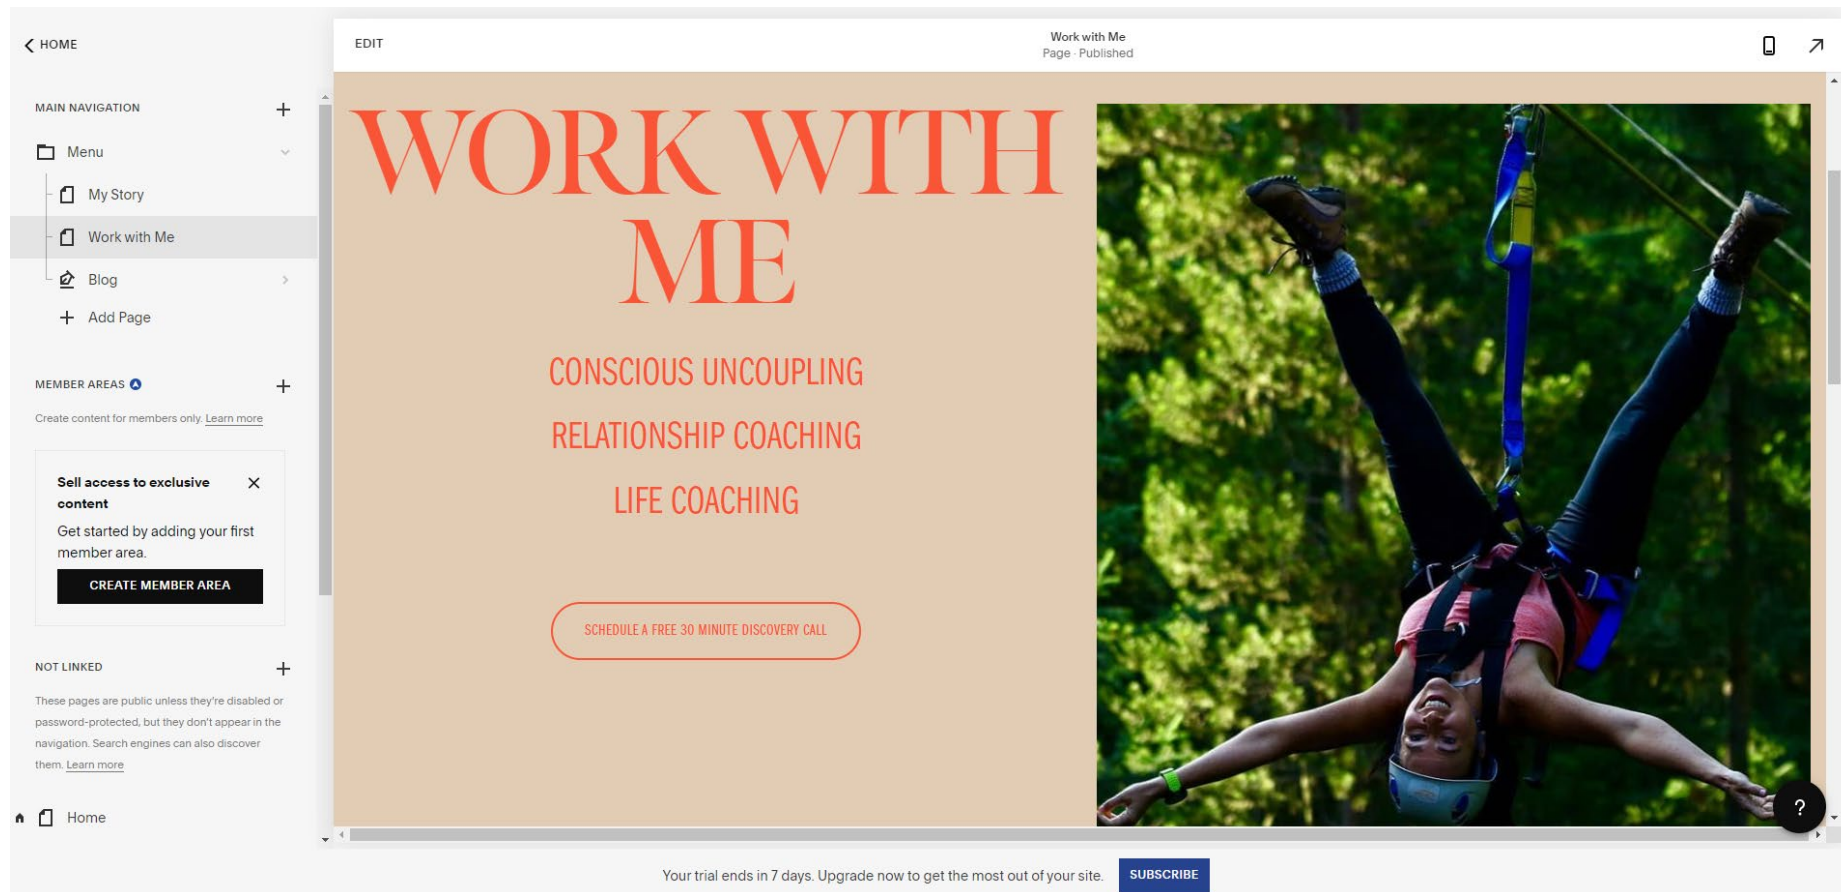 HOME
EDIT
Work with Me
Page · Published
MAIN NAVIGATION
Menu
My Story
Work with Me
Blog
Add Page
MEMBER AREAS
Create content for members only. Learn more
Sell access to exclusive
content
Get started by adding your first
member area.
CREATE MEMBER AREA
NOT LINKED
These pages are public unless they're disabled or
password-protected, but they don't appear in the
navigation. Search engines can also discover
them. Learn more
Home
WORK WITH
ME
CONSCIOUS UNCOUPLING
RELATIONSHIP COACHING
LIFE COACHING
SCHEDULE A FREE 30 MINUTE DISCOVERY CALL
?
Your trial ends in 7 days. Upgrade now to get the most out of your site.
SUBSCRIBE